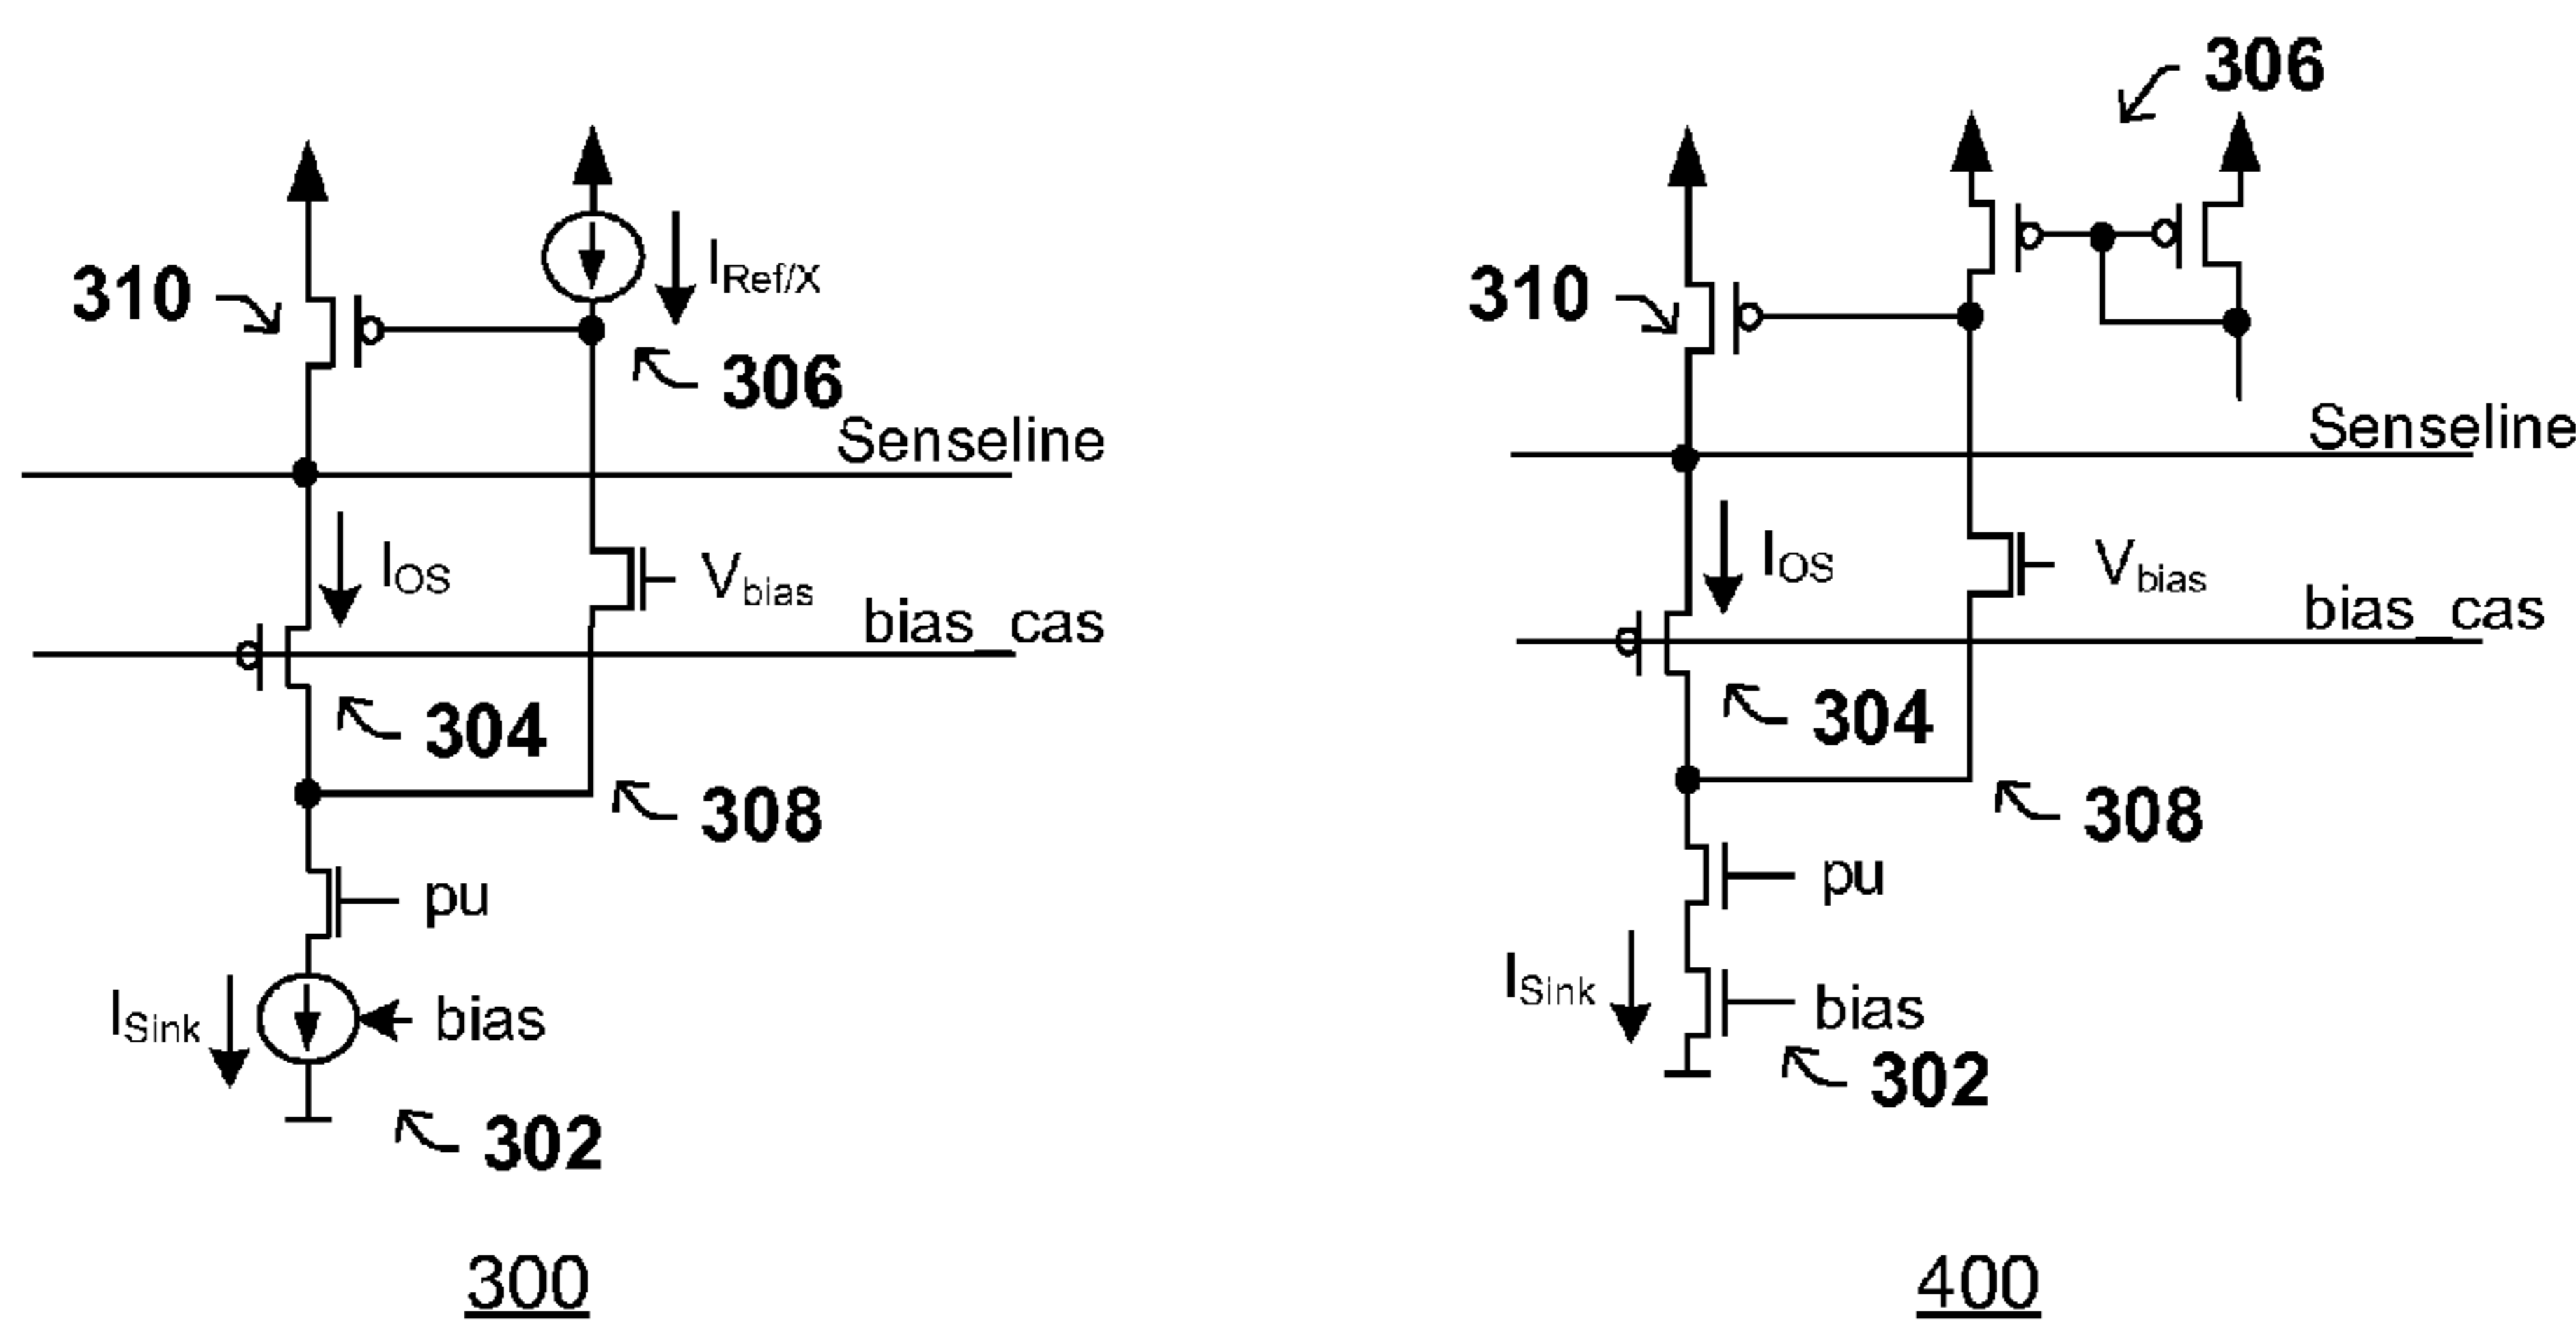 306
310
I_Ref/X
306
Senseline
I_OS
V_bias
bias_cas
304
308
pu
I_Sink
bias
302
300
310
Senseline
I_OS
V_bias
bias_cas
304
308
pu
I_Sink
bias
302
400